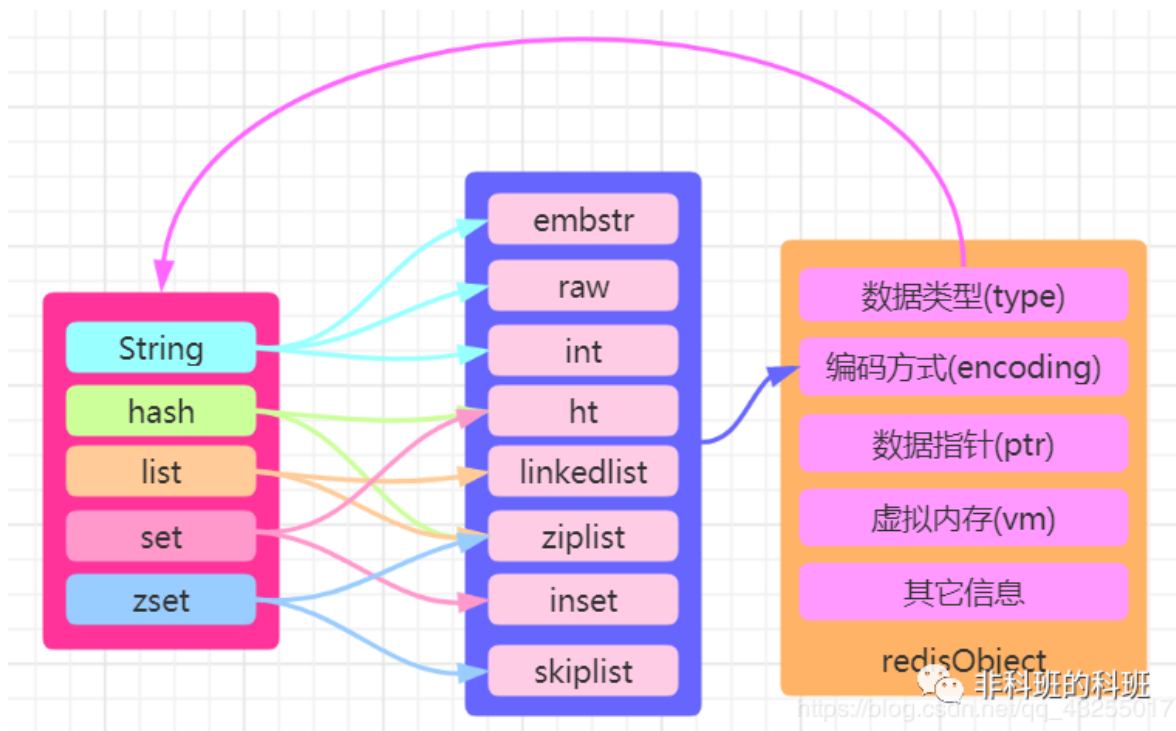 String
hash
list
set
zset
embstr
raw
int
ht
linkedlist
ziplist
inset
skiplist
数据类型(type)
编码方式(encoding)
数据指针(ptr)
虚拟内存(vm)
其它信息
redisObject
非科班的科班
https://blog.csdn.net/qq_43255017